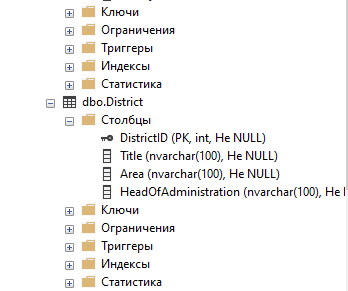 Ключи
Ограничения
Триггеры
Индексы
Статистика
dbo.District
Столбцы
DistrictID (PK, int, Не NULL)
Title (nvarchar(100), Не NULL)
Area (nvarchar(100), Не NULL)
HeadOfAdministration (nvarchar(100), Не
Ключи
Ограничения
Триггеры
Индексы
Статистика